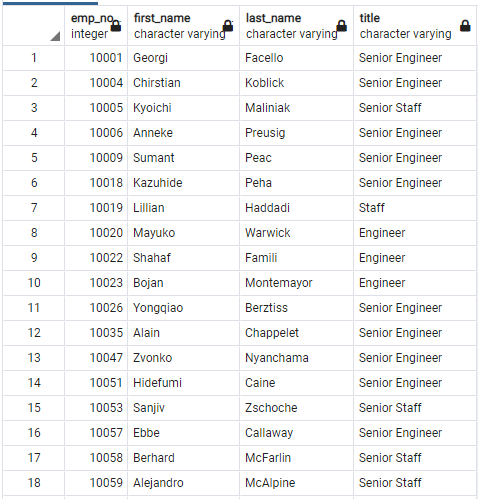 emp_no first_name last_name title
integer character varying character varying character varying
1 10001 Georgi Facello Senior Engineer
2 10004 Chirstian Koblick Senior Engineer
3 10005 Kyoichi Maliniak Senior Staff
4 10006 Anneke Preusig Senior Engineer
5 10009 Sumant Peac Senior Engineer
6 10018 Kazuhide Peha Senior Engineer
7 10019 Lillian Haddadi Staff
8 10020 Mayuko Warwick Engineer
9 10022 Shahaf Famili Engineer
10 10023 Bojan Montemayor Engineer
11 10026 Yongqiao Berztiss Senior Engineer
12 10035 Alain Chappelet Senior Engineer
13 10047 Zvonko Nyanchama Senior Engineer
14 10051 Hidefumi Caine Senior Engineer
15 10053 Sanjiv Zschoche Senior Staff
16 10057 Ebbe Callaway Senior Engineer
17 10058 Berhard McFarlin Senior Staff
18 10059 Alejandro McAlpine Senior Staff